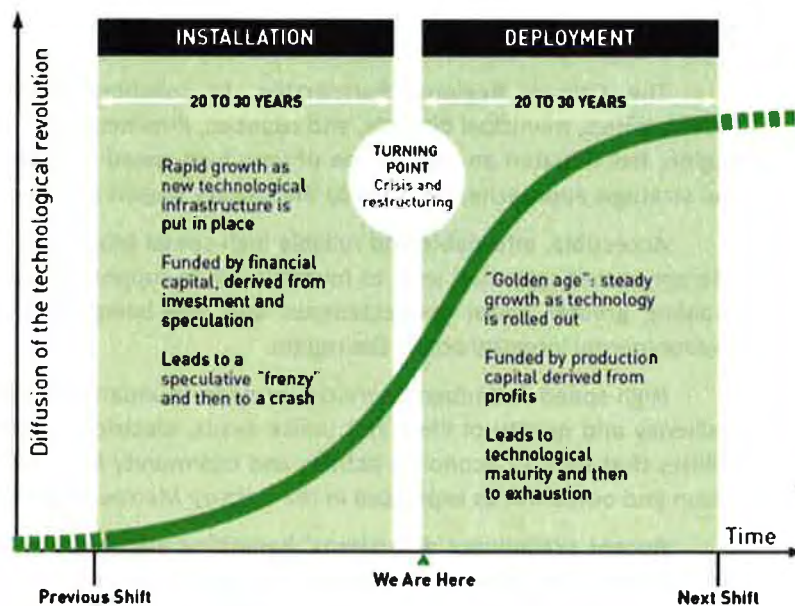 INSTALLATION
DEPLOYMENT
20 TO 30 YEARS
20 TO 30 YEARS
TURNING
POINT
Crisis and
restructuring
Rapid growth as
new technological
infrastructure is
put in place
Funded by financial
capital, derived from
investment and
speculation
Leads to a
speculative "frenzy"
and then to a crash
"Golden age": steady
growth as technology
is rolled out
Funded by production
capital derived from
profits
Leads to
technological
maturity and then
to exhaustion
Diffusion of the technological revolution
Time
Previous Shift
We Are Here
Next Shift